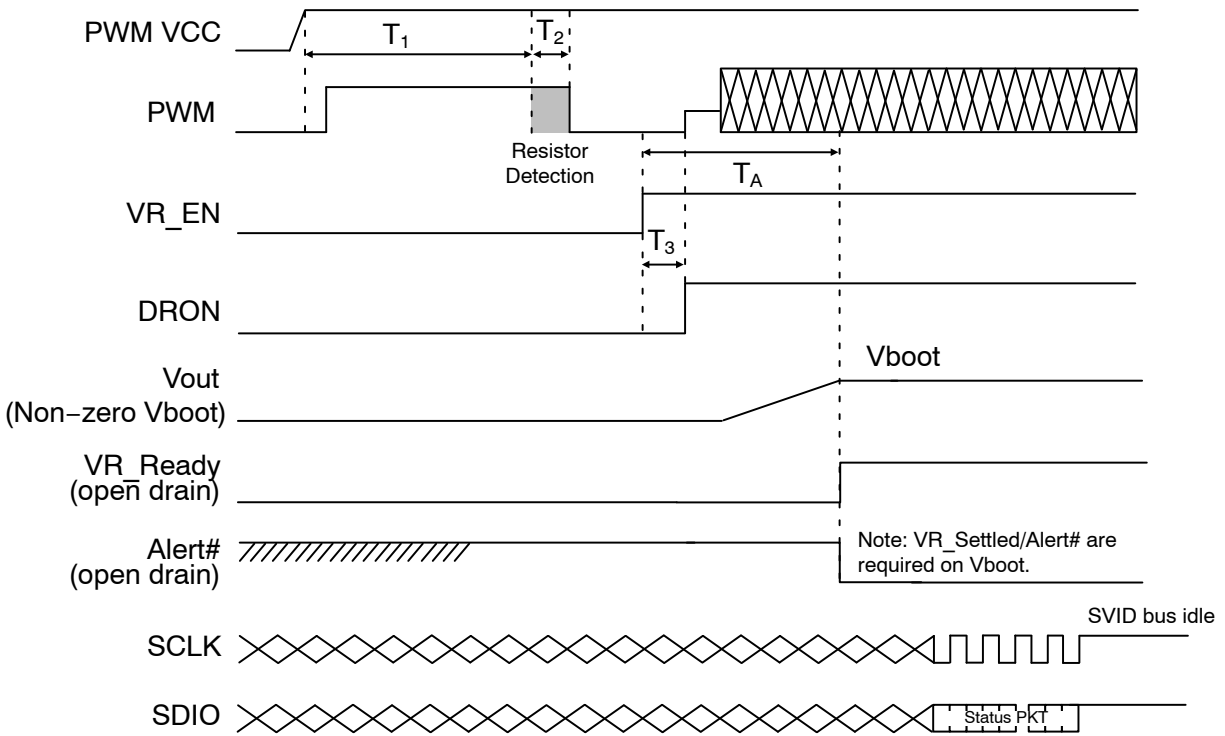 PWM VCC
T1
T2
PWM
Resistor
Detection
TA
VR_EN
T3
DRON
Vout
(Non−zero Vboot)
Vboot
VR_Ready
(open drain)
Alert#
(open drain)
Note: VR_Settled/Alert# are
required on Vboot.
SVID bus idle
SCLK
SDIO
Status PKT